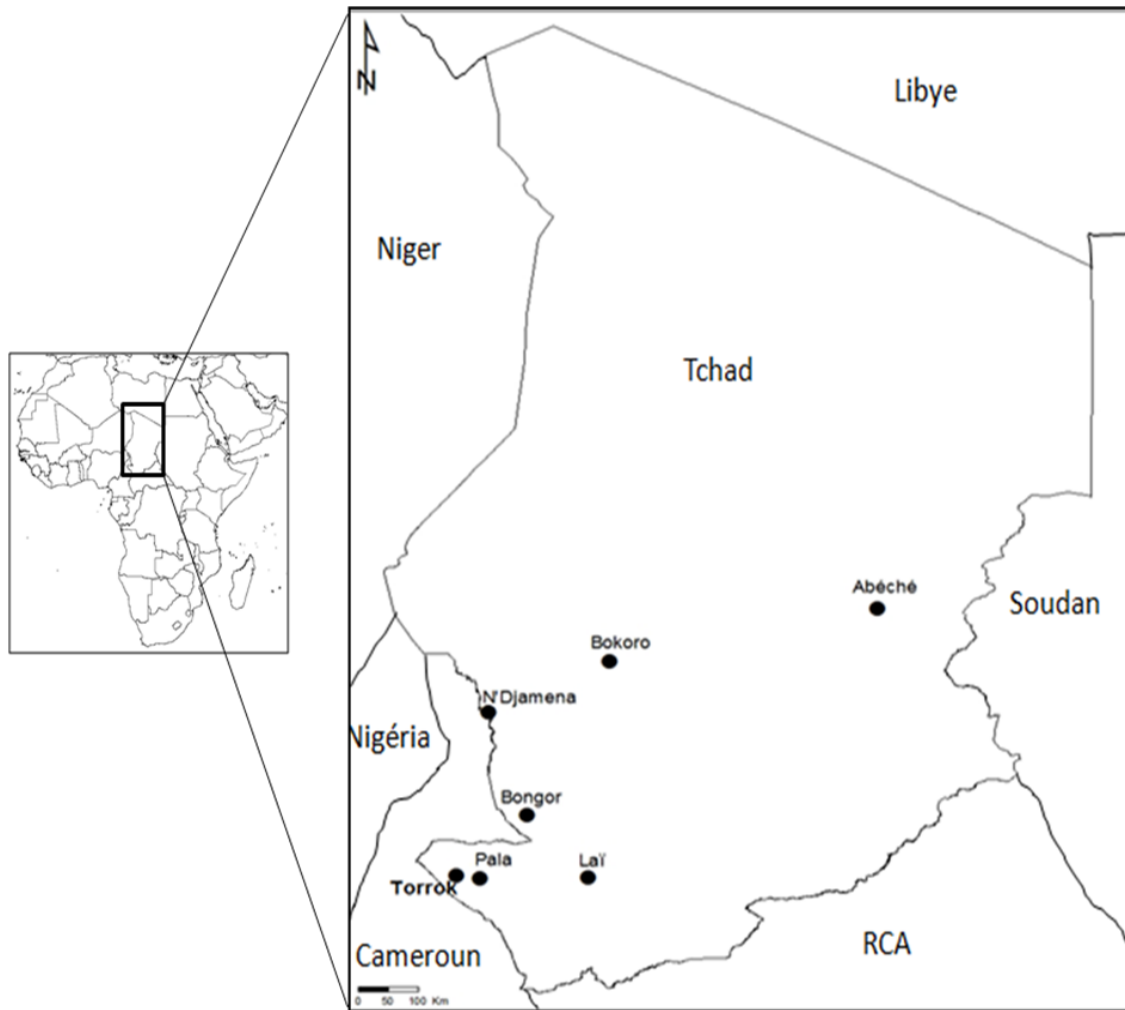 N
Libye
Niger
Tchad
Abéché
Soudan
Bokoro
N'Djamena
Nigéria
Bongor
Pala
Laï
Torrok
RCA
Cameroun
0 50 100 Km